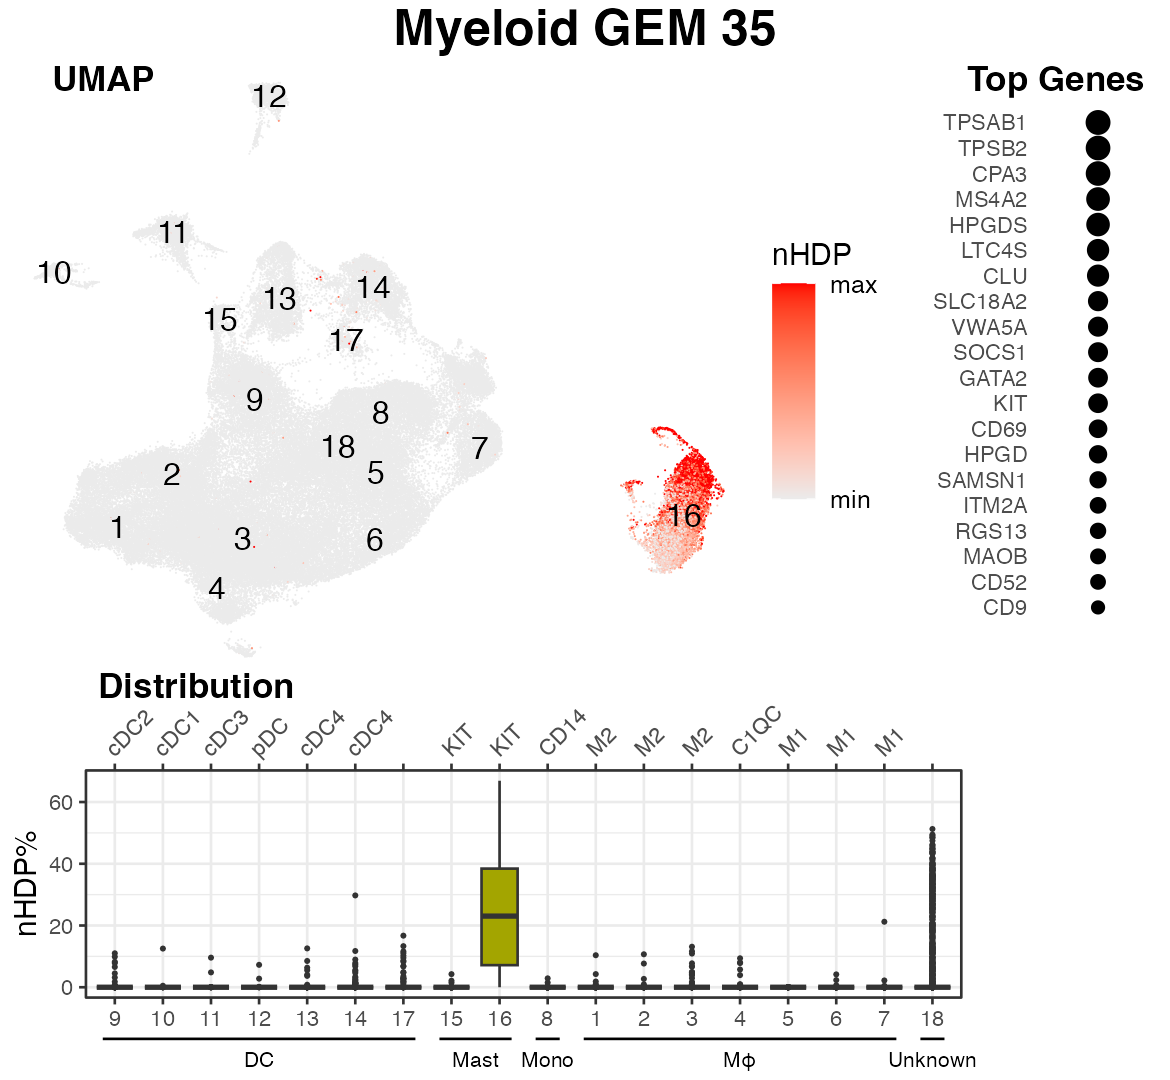 Myeloid GEM 35
UMAP
Top Genes
12
11
10
13
14
15
17
9
8
18
7
2
5
1
3
6
4
16
nHDP
max
min
TPSAB1
TPSB2
CPA3
MS4A2
HPGDS
LTC4S
CLU
SLC18A2
VWA5A
SOCS1
GATA2
KIT
CD69
HPGD
SAMSN1
ITM2A
RGS13
MAOB
CD52
CD9
Distribution
cDC2 cDC1 cDC3 pDC cDC4 cDC4 KIT KIT CD14 M2 M2 M2 C1QC M1 M1 M1
nHDP%
60
40
20
0
9 10 11 12 13 14 17 15 16 8 1 2 3 4 5 6 7 18
DC Mast Mono Mϕ Unknown